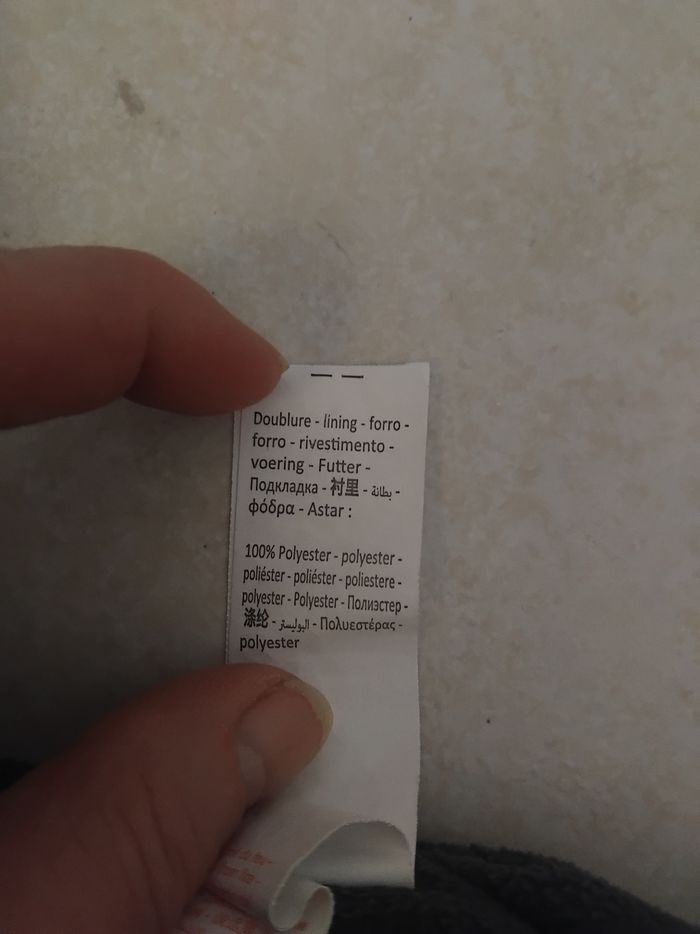 Doublure - lining - forro -
forro - rivestimento -
voering - Futter -
Подкладка - 衬里 - بطانة -
φόδρα - Astar :
100% Polyester - polyester -
poliéster - poliéster - poliestere -
polyester - Polyester - Полиэстер -
涤纶 - البوليستر - Πολυεστέρας -
polyester